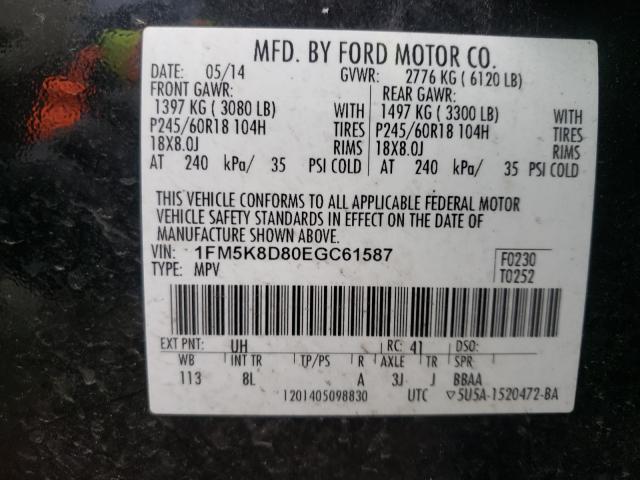 MFD. BY FORD MOTOR CO.
DATE: 05/14 GVWR: 2776 KG ( 6120 LB)
FRONT GAWR: REAR GAWR:
1397 KG ( 3080 LB) WITH 1497 KG ( 3300 LB) WITH
P245/60R18 104H TIRES P245/60R18 104H TIRES
18X8.0J RIMS 18X8.0J RIMS
AT 240 kPa/ 35 PSI COLD AT 240 kPa/ 35 PSI COLD
THIS VEHICLE CONFORMS TO ALL APPLICABLE FEDERAL MOTOR
VEHICLE SAFETY STANDARDS IN EFFECT ON THE DATE OF
MANUFACTURE SHOWN ABOVE.
VIN: 1FM5K8D80EGC61587 F0230
TYPE: MPV T0252
EXT PNT: UH RC: 41 DSO:
WB INT TR TP/PS R AXLE TR SPR
113 8L A 3J J BBAA
1201405098830 UTC ▽5U5A-1520472-BA